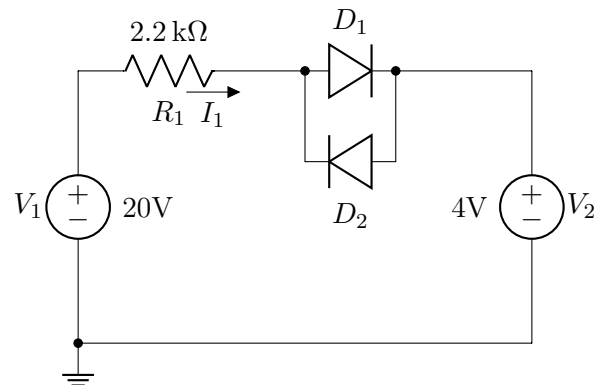 2.2 kΩ
D₁
R₁ I₁
D₂
V₁
+
−
20V
4V
+
−
V₂